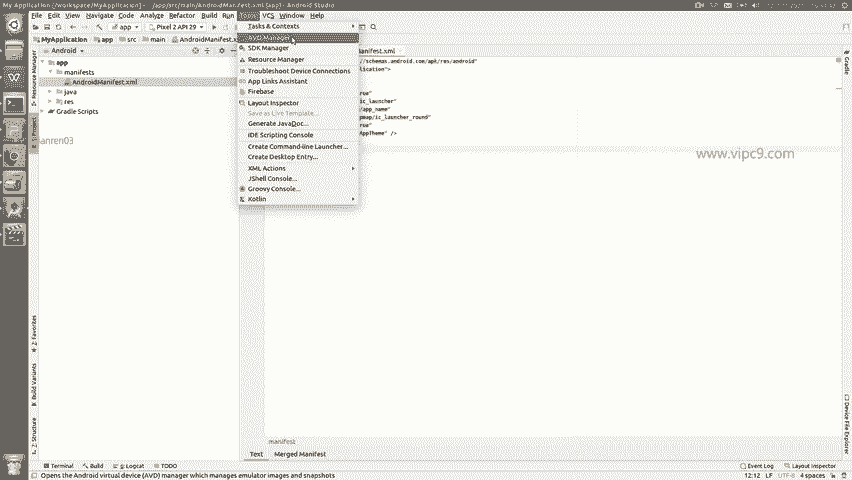 My Application [/workspace/MyApplication] - .../app/src/main/AndroidManifest.xml [app] - Android Studio
File Edit View Navigate Code Analyze Refactor Build Run Tools VCS Window Help
app Pixel 2 API 29
MyApplication app src main AndroidManifest.x
Android
Manifest.xml
app
manifests
AndroidManifest.xml
java
res
Gradle Scripts
Tasks & Contexts
AVD Manager
SDK Manager
Resource Manager
Troubleshoot Device Connections
App Links Assistant
Firebase
Layout Inspector
Save as Live Template...
Generate JavaDoc...
IDE Scripting Console
Create Command-line Launcher...
Create Desktop Entry...
XML Actions
JShell Console...
Groovy Console...
Kotlin
schemas.android.com/apk/res/android"
plication">
rue"
ic_launcher"
/app_name"
pmap/ic_launcher_round"
rue"
AppTheme" />
anren03
www.vipc9.com
Resource Manager
1: Project
2: Favorites
Build Variants
Z: Structure
Gradle
Device File Explorer
manifest
Text Merged Manifest
Terminal Build 6: Logcat TODO
Event Log Layout Inspector
Opens the Android virtual device (AVD) manager which manages emulator images and snapshots
12:12 LF UTF-8 4 spaces